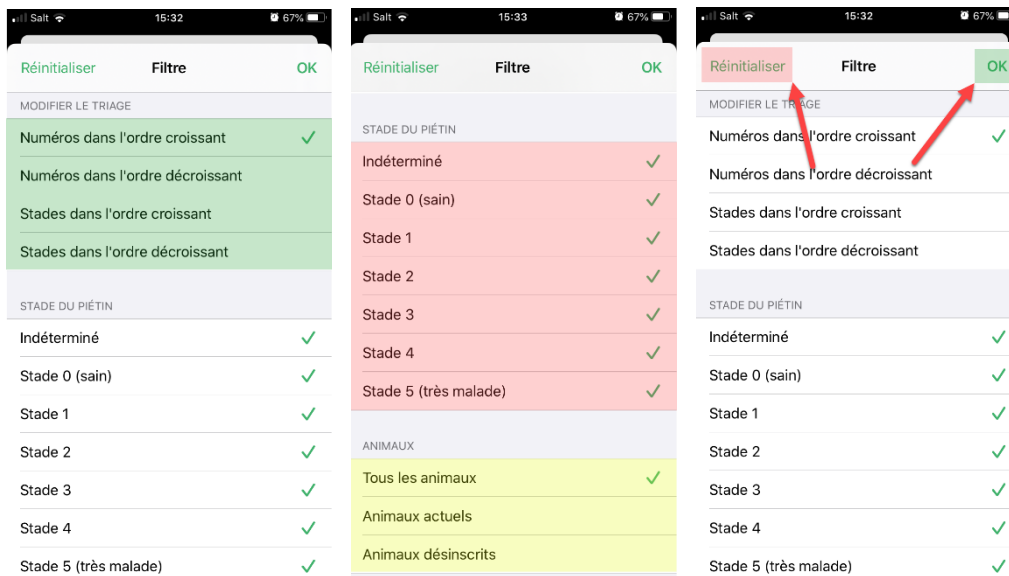 Salt 15:32 67%
Réinitialiser Filtre OK
MODIFIER LE TRIAGE
Numéros dans l'ordre croissant
Numéros dans l'ordre décroissant
Stades dans l'ordre croissant
Stades dans l'ordre décroissant
STADE DU PIÉTIN
Indéterminé
Stade 0 (sain)
Stade 1
Stade 2
Stade 3
Stade 4
Stade 5 (très malade)
Salt 15:33 67%
Réinitialiser Filtre OK
STADE DU PIÉTIN
Indéterminé
Stade 0 (sain)
Stade 1
Stade 2
Stade 3
Stade 4
Stade 5 (très malade)
ANIMAUX
Tous les animaux
Animaux actuels
Animaux désinscrits
Salt 15:32 67%
Réinitialiser Filtre OK
MODIFIER LE TRIAGE
Numéros dans l'ordre croissant
Numéros dans l'ordre décroissant
Stades dans l'ordre croissant
Stades dans l'ordre décroissant
STADE DU PIÉTIN
Indéterminé
Stade 0 (sain)
Stade 1
Stade 2
Stade 3
Stade 4
Stade 5 (très malade)